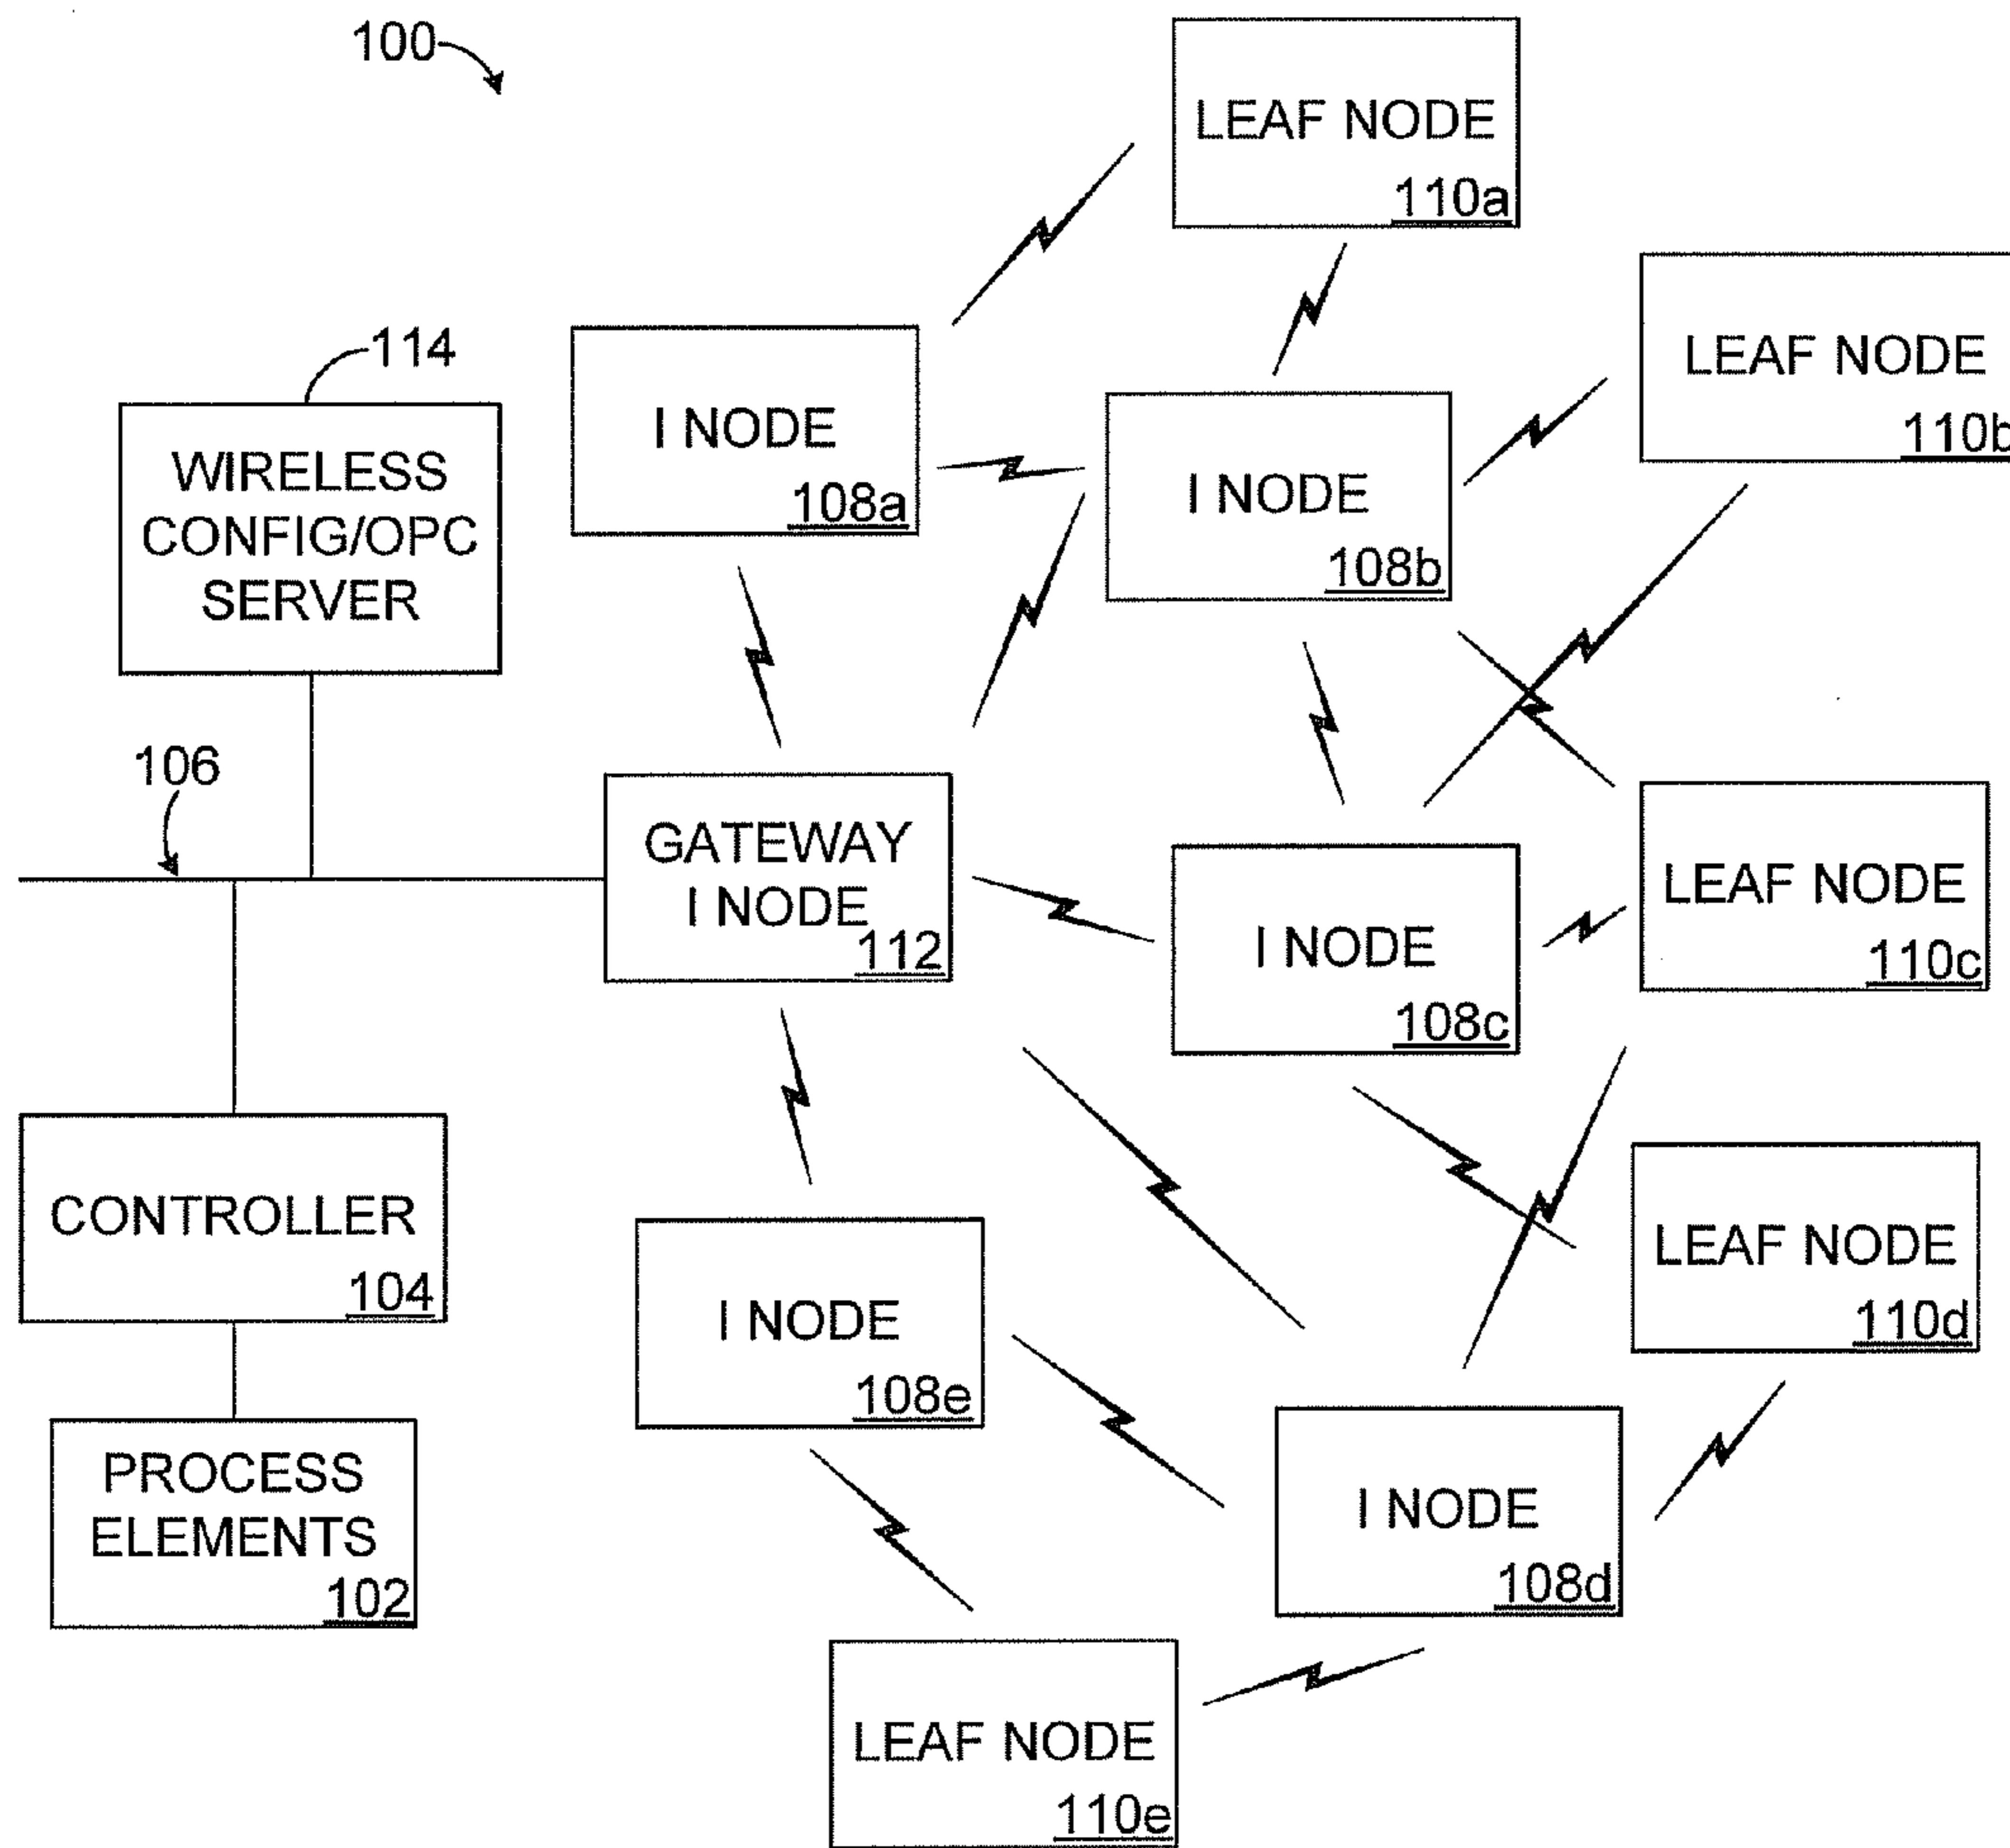 100
LEAF NODE
110a
LEAF NODE
110b
114
WIRELESS
CONFIG/OPC
SERVER
I NODE
108a
I NODE
108b
106
GATEWAY
I NODE
112
I NODE
108c
LEAF NODE
110c
CONTROLLER
104
I NODE
108e
LEAF NODE
110d
PROCESS
ELEMENTS
102
I NODE
108d
LEAF NODE
110e